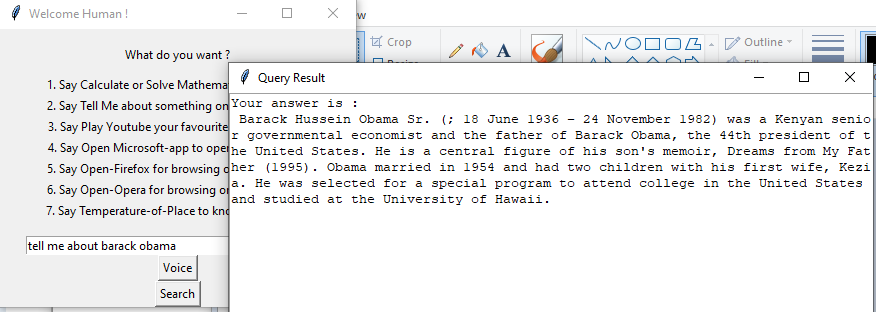 Welcome Human !
ew
Crop
Outline
What do you want ?
Query Result
1. Say Calculate or Solve Mathema
2. Say Tell Me about something on
3. Say Play Youtube your favourite
4. Say Open Microsoft-app to oper
5. Say Open-Firefox for browsing o
6. Say Open-Opera for browsing or
7. Say Temperature-of-Place to kno
tell me about barack obama
Voice
Search
Your answer is :
Barack Hussein Obama Sr. (; 18 June 1936 – 24 November 1982) was a Kenyan senio
r governmental economist and the father of Barack Obama, the 44th president of t
he United States. He is a central figure of his son's memoir, Dreams from My Fat
her (1995). Obama married in 1954 and had two children with his first wife, Kezi
a. He was selected for a special program to attend college in the United States
and studied at the University of Hawaii.